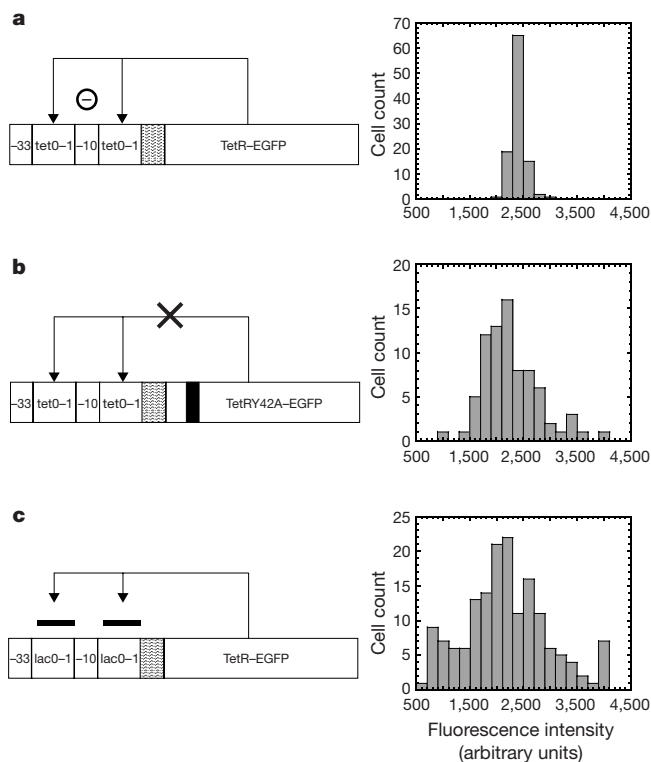 a
−
−33 tet0−1 −10 tet0−1 TetR−EGFP
Cell count
70
60
50
40
30
20
10
0
500 1,500 2,500 3,500 4,500
b
−33 tet0−1 −10 tet0−1 TetRY42A−EGFP
Cell count
20
15
10
5
0
500 1,500 2,500 3,500 4,500
c
−33 lac0−1 −10 lac0−1 TetR−EGFP
Cell count
25
20
15
10
5
0
500 1,500 2,500 3,500 4,500
Fluorescence intensity
(arbitrary units)